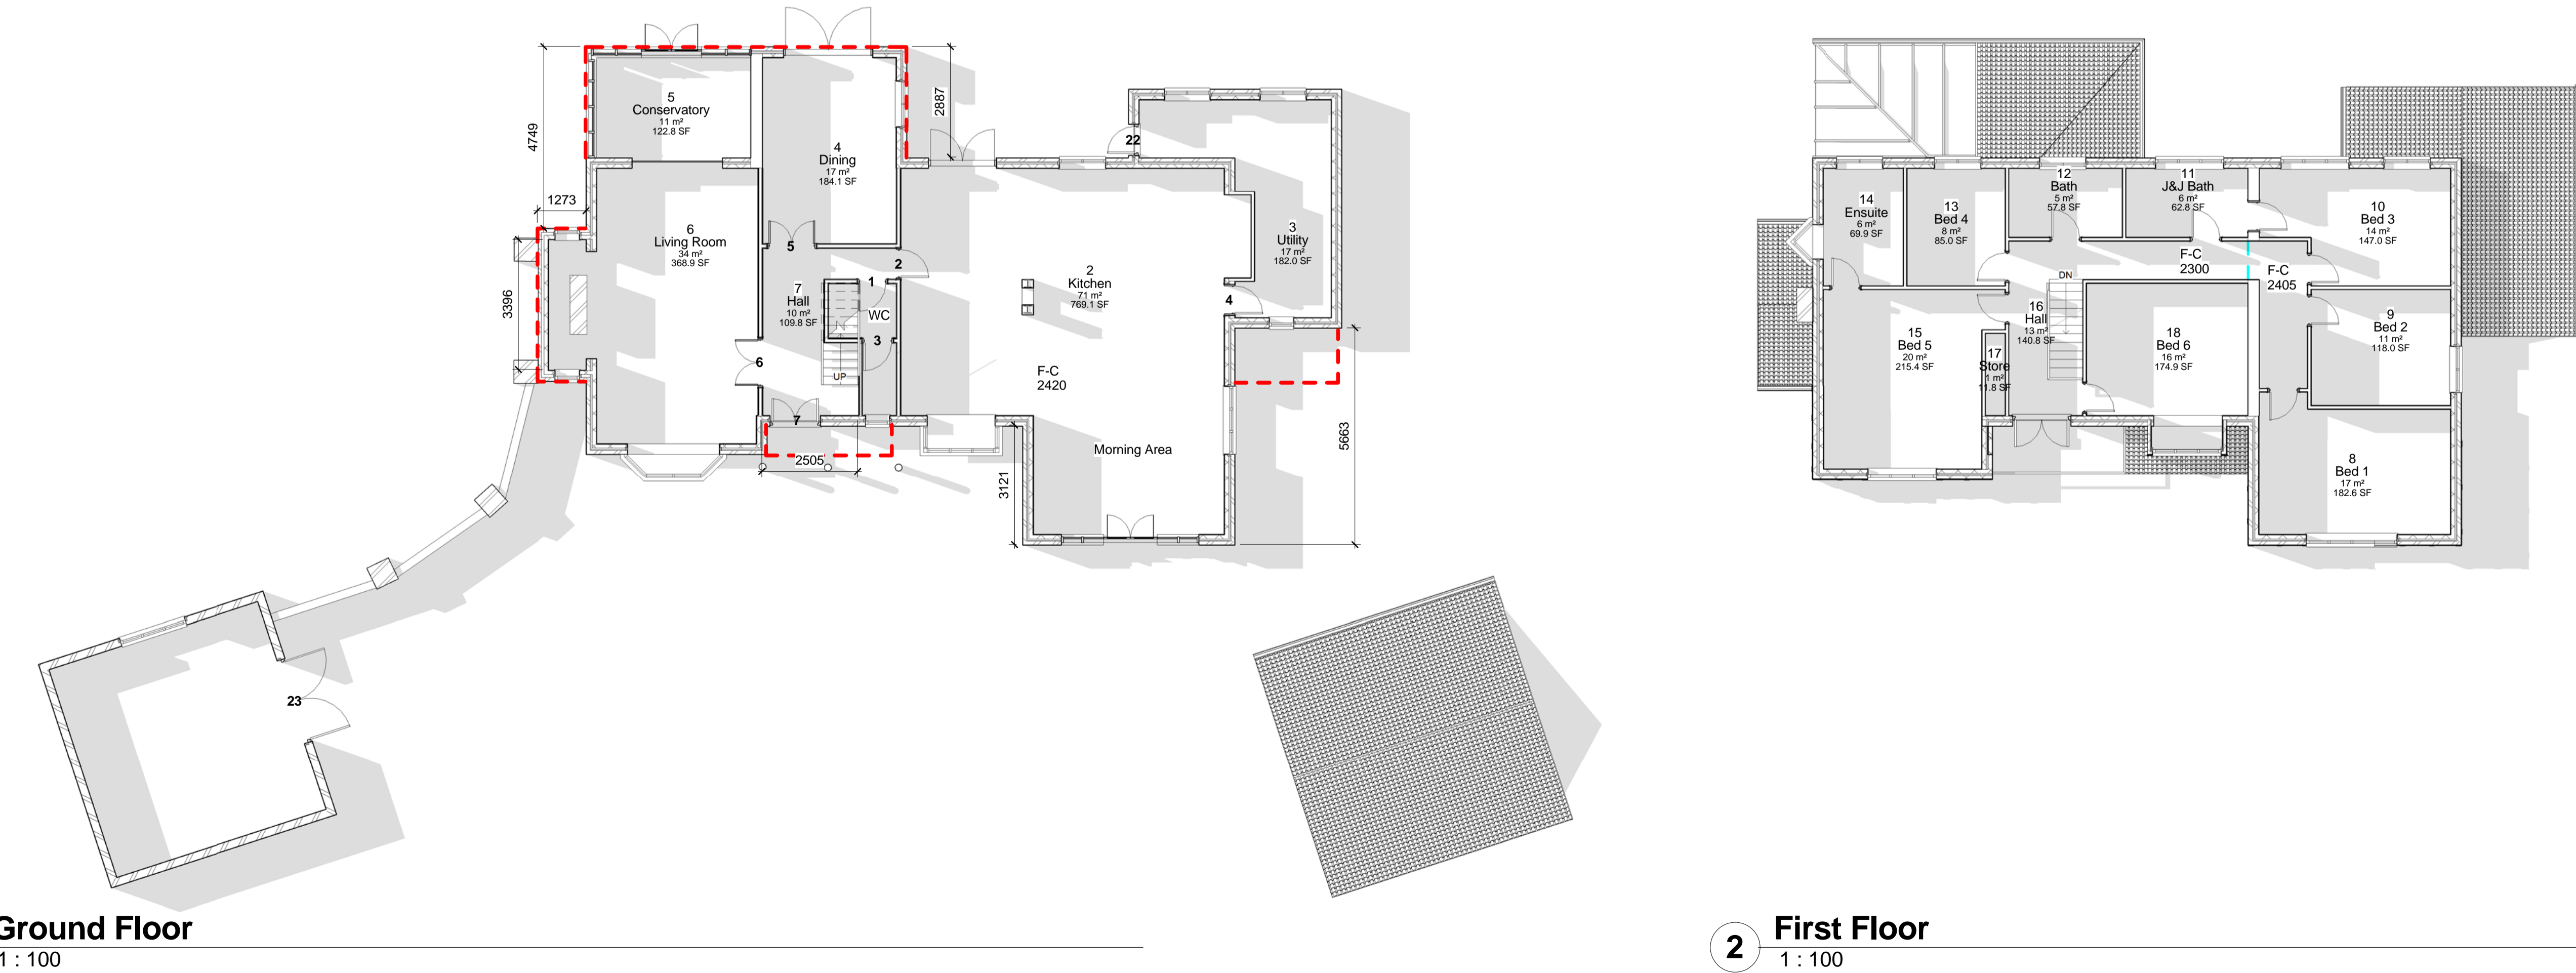 4749
2887
5
Conservatory
11 m²
122.8 SF
4
Dining
17 m²
184.1 SF
22
1273
6
Living Room
34 m²
368.9 SF
3
Utility
17 m²
182.0 SF
5
2
1
2
Kitchen
71 m²
769.1 SF
3396
7
Hall
10 m²
109.8 SF
WC
4
3
6
UP
F-C
2420
7
2505
Morning Area
3121
5663
23
Ground Floor
1 : 100
12
Bath
5 m²
57.8 SF
11
J&J Bath
6 m²
62.8 SF
14
Ensuite
6 m²
69.9 SF
13
Bed 4
8 m²
85.0 SF
10
Bed 3
14 m²
147.0 SF
F-C
2300
F-C
2405
DN
16
Hall
13 m²
140.8 SF
9
Bed 2
11 m²
118.0 SF
15
Bed 5
20 m²
215.4 SF
18
Bed 6
16 m²
174.9 SF
17
Store
1 m²
11.8 SF
8
Bed 1
17 m²
182.6 SF
2
First Floor
1 : 100